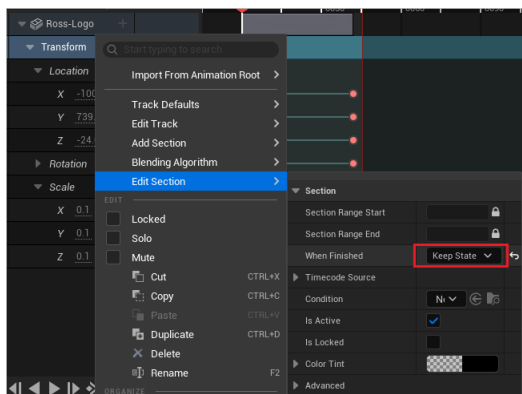 Ross-Logo
Transform
Start typing to search
Location
Import From Animation Root
X -100
Track Defaults
Y 739.
Edit Track
Z -24.
Add Section
Rotation
Blending Algorithm
Scale
Edit Section
Section
EDIT
X 0.1
Locked
Section Range Start
Y 0.1
Solo
Section Range End
Z 0.1
Mute
When Finished Keep State
Cut CTRL+X
Timecode Source
Copy CTRL+C
Condition
Paste CTRL+V
Is Active
Duplicate CTRL+D
Is Locked
Delete
Color Tint
Rename F2
Advanced
ORGANIZE